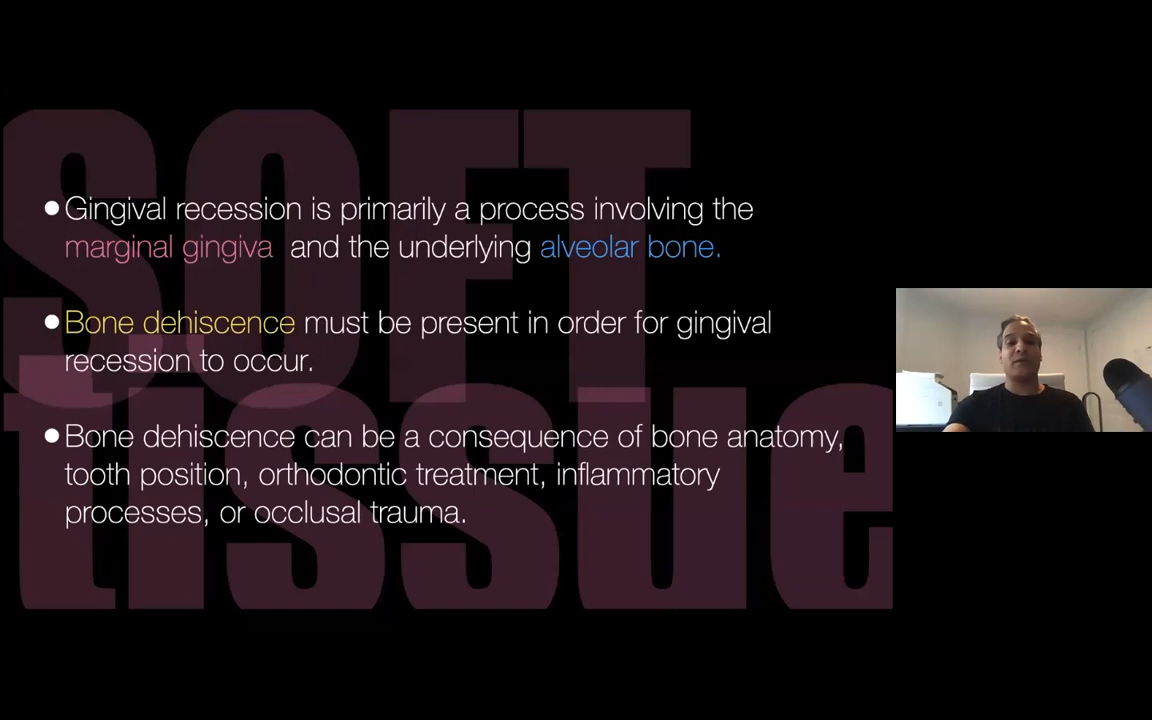 SOFT
tissue
● Gingival recession is primarily a process involving the
marginal gingiva and the underlying alveolar bone.
● Bone dehiscence must be present in order for gingival
recession to occur.
● Bone dehiscence can be a consequence of bone anatomy,
tooth position, orthodontic treatment, inflammatory
processes, or occlusal trauma.